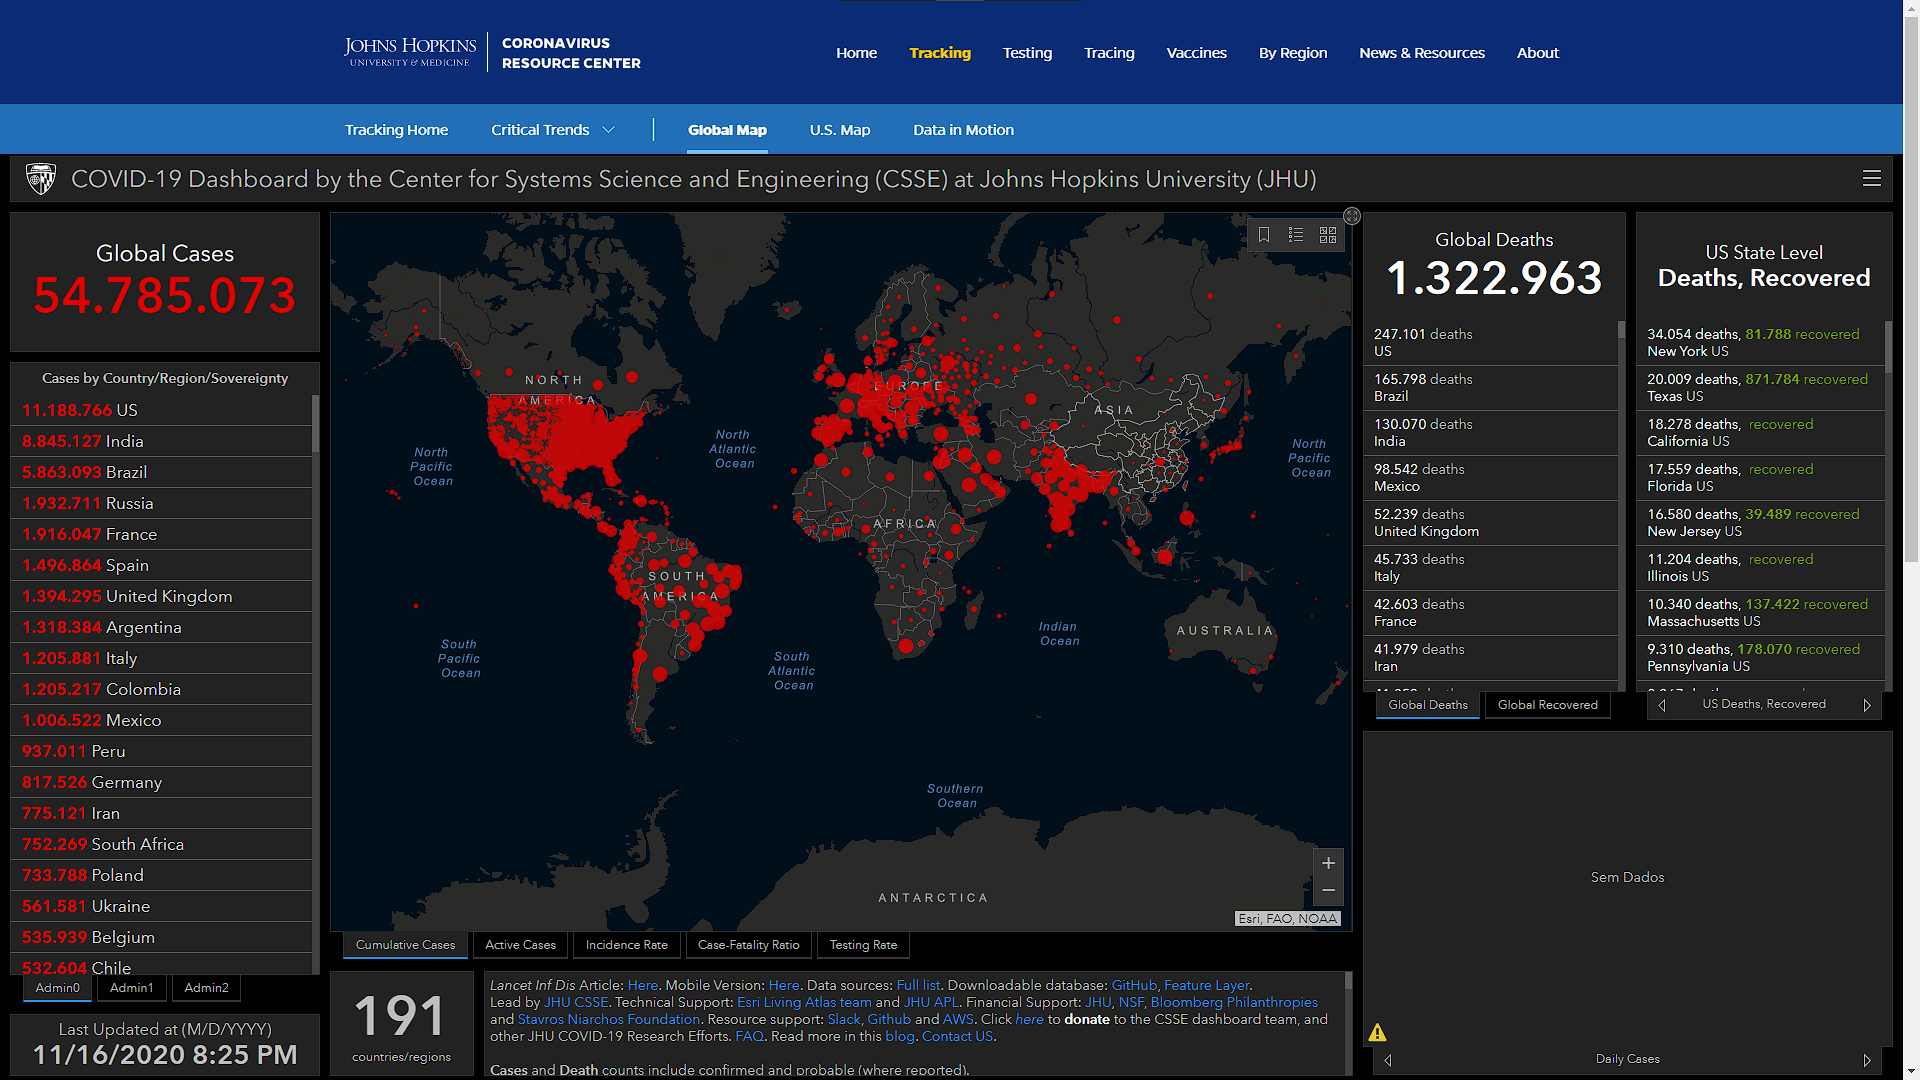 JOHNS HOPKINS
UNIVERSITY & MEDICINE
CORONAVIRUS
RESOURCE CENTER
Home
Tracking
Testing
Tracing
Vaccines
By Region
News & Resources
About
Tracking Home
Critical Trends
Global Map
U.S. Map
Data in Motion
COVID-19 Dashboard by the Center for Systems Science and Engineering (CSSE) at Johns Hopkins University (JHU)
Global Cases
54.785.073
Cases by Country/Region/Sovereignty
11.188.766 US
8.845.127 India
5.863.093 Brazil
1.932.711 Russia
1.916.047 France
1.496.864 Spain
1.394.295 United Kingdom
1.318.384 Argentina
1.205.881 Italy
1.205.217 Colombia
1.006.522 Mexico
937.011 Peru
817.526 Germany
775.121 Iran
752.269 South Africa
733.788 Poland
561.581 Ukraine
535.939 Belgium
532.604 Chile
Admin0
Admin1
Admin2
Last Updated at (M/D/YYYY)
11/16/2020 8:25 PM
NORTH
AMERICA
EUROPE
ASIA
AFRICA
SOUTH
AMERICA
AUSTRALIA
ANTARCTICA
North
Pacific
Ocean
North
Atlantic
Ocean
North
Pacific
Ocean
South
Pacific
Ocean
South
Atlantic
Ocean
Indian
Ocean
Southern
Ocean
+
−
Esri, FAO, NOAA
Cumulative Cases
Active Cases
Incidence Rate
Case-Fatality Ratio
Testing Rate
191
countries/regions
Lancet Inf Dis Article: Here. Mobile Version: Here. Data sources: Full list. Downloadable database: GitHub, Feature Layer.
Lead by JHU CSSE. Technical Support: Esri Living Atlas team and JHU APL. Financial Support: JHU, NSF, Bloomberg Philanthropies
and Stavros Niarchos Foundation. Resource support: Slack, Github and AWS. Click here to donate to the CSSE dashboard team, and
other JHU COVID-19 Research Efforts. FAQ. Read more in this blog. Contact US.
Cases and Death counts include confirmed and probable (where reported).
Global Deaths
1.322.963
247.101 deaths
US
165.798 deaths
Brazil
130.070 deaths
India
98.542 deaths
Mexico
52.239 deaths
United Kingdom
45.733 deaths
Italy
42.603 deaths
France
41.979 deaths
Iran
Global Deaths
Global Recovered
US State Level
Deaths, Recovered
34.054 deaths, 81.788 recovered
New York US
20.009 deaths, 871.784 recovered
Texas US
18.278 deaths, recovered
California US
17.559 deaths, recovered
Florida US
16.580 deaths, 39.489 recovered
New Jersey US
11.204 deaths, recovered
Illinois US
10.340 deaths, 137.422 recovered
Massachusetts US
9.310 deaths, 178.070 recovered
Pennsylvania US
US Deaths, Recovered
Sem Dados
Daily Cases